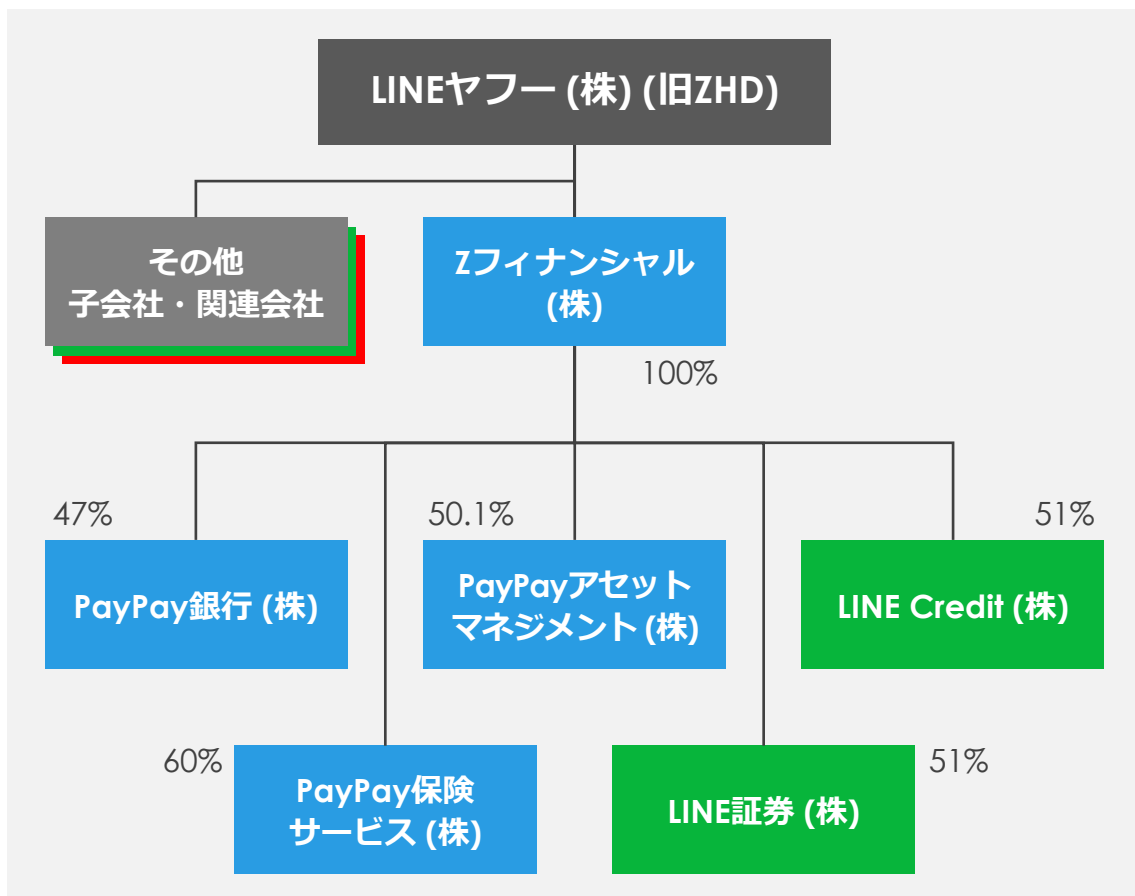 LINEヤフー (株) (旧ZHD)
その他
子会社・関連会社
Zフィナンシャル
(株)
100%
47%
PayPay銀行 (株)
50.1%
PayPayアセット
マネジメント (株)
51%
LINE Credit (株)
60%
PayPay保険
サービス (株)
51%
LINE証券 (株)